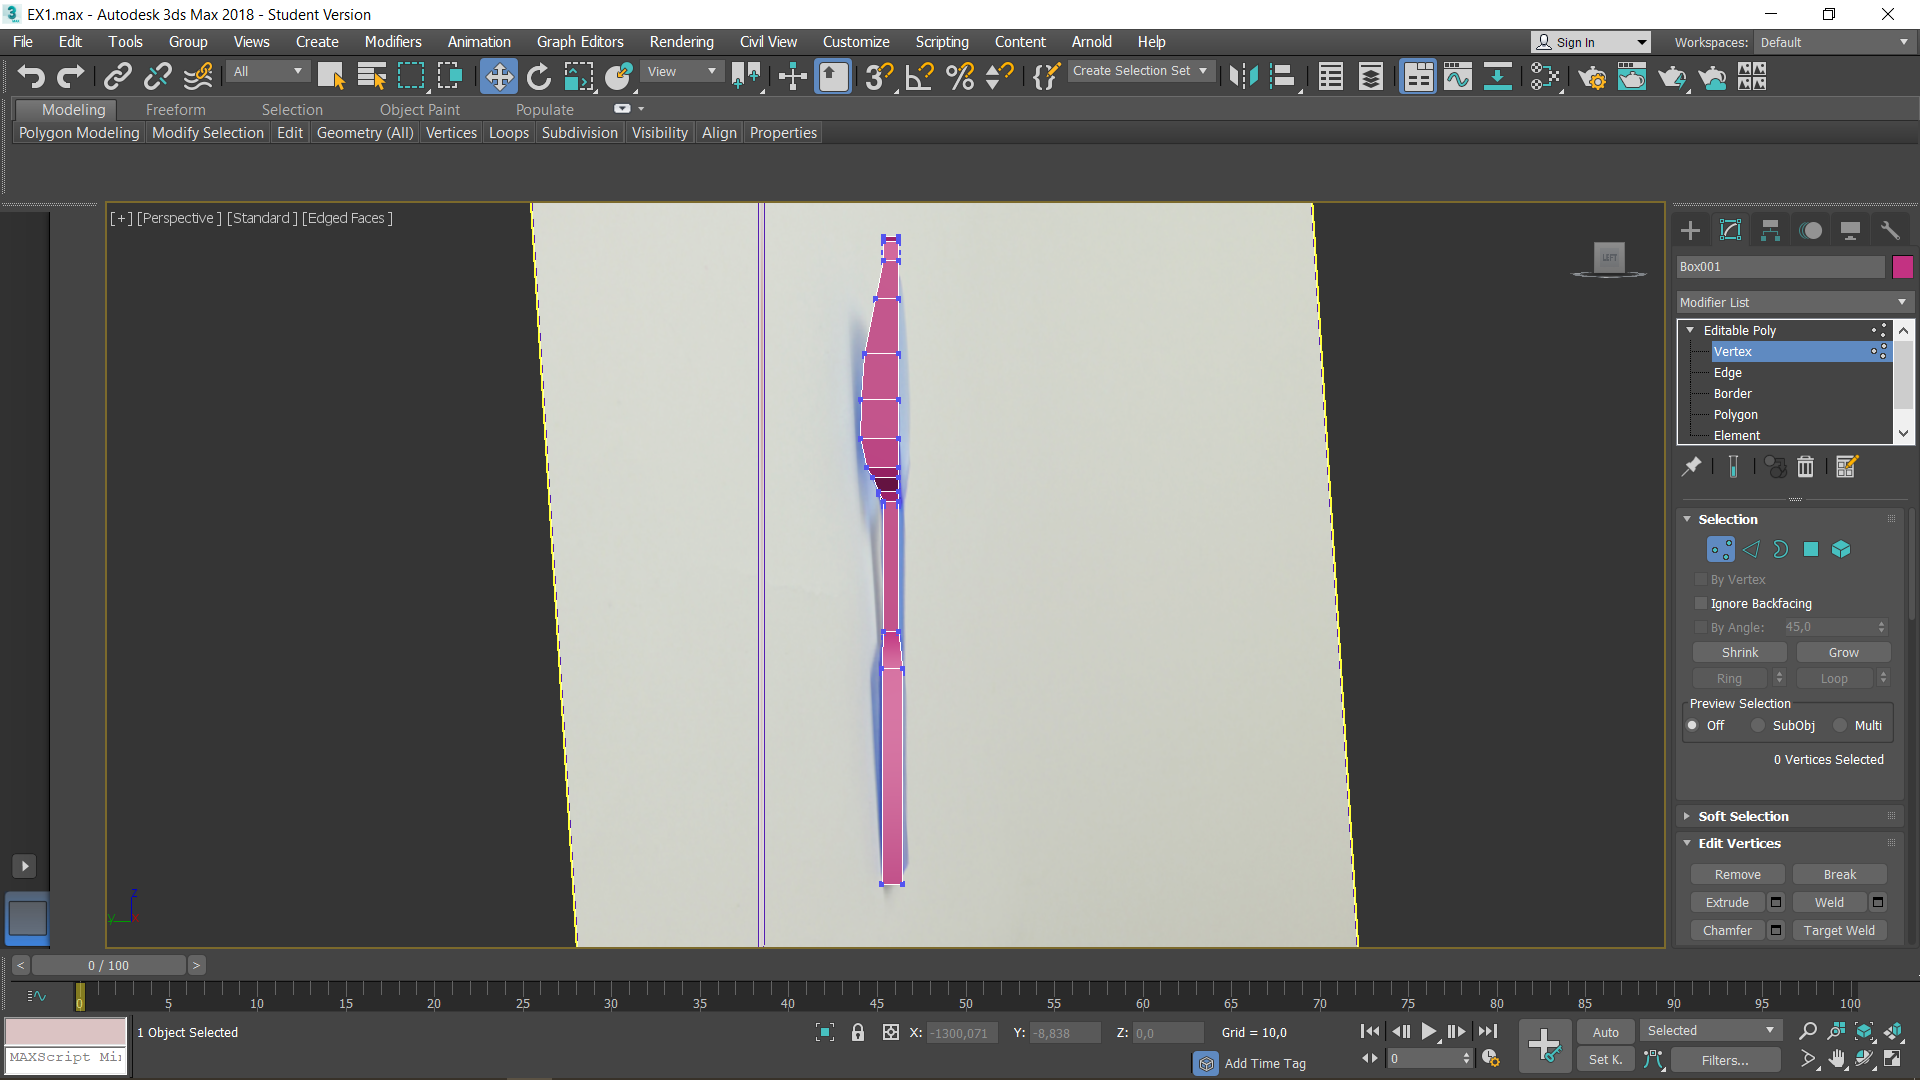 EX1.max - Autodesk 3ds Max 2018 - Student Version
File Edit Tools Group Views Create Modifiers Animation Graph Editors Rendering Civil View Customize Scripting Content Arnold Help
Sign In Workspaces: Default
All View Create Selection Set
Modeling Freeform Selection Object Paint Populate
Polygon Modeling Modify Selection Edit Geometry (All) Vertices Loops Subdivision Visibility Align Properties
[ + ] [Perspective ] [Standard ] [Edged Faces ]
LEFT
Box001
Modifier List
Editable Poly
Vertex
Edge
Border
Polygon
Element
Selection
By Vertex
Ignore Backfacing
By Angle: 45,0
Shrink Grow
Ring Loop
Preview Selection
Off SubObj Multi
0 Vertices Selected
Soft Selection
Edit Vertices
Remove Break
Extrude Weld
Chamfer Target Weld
z
y x
< 0 / 100 >
0 5 10 15 20 25 30 35 40 45 50 55 60 65 70 75 80 85 90 95 100
1 Object Selected X: -1300,071 Y: -8,838 Z: 0,0 Grid = 10,0 Auto Selected
MAXScript Mi Add Time Tag 0 Set K. Filters...